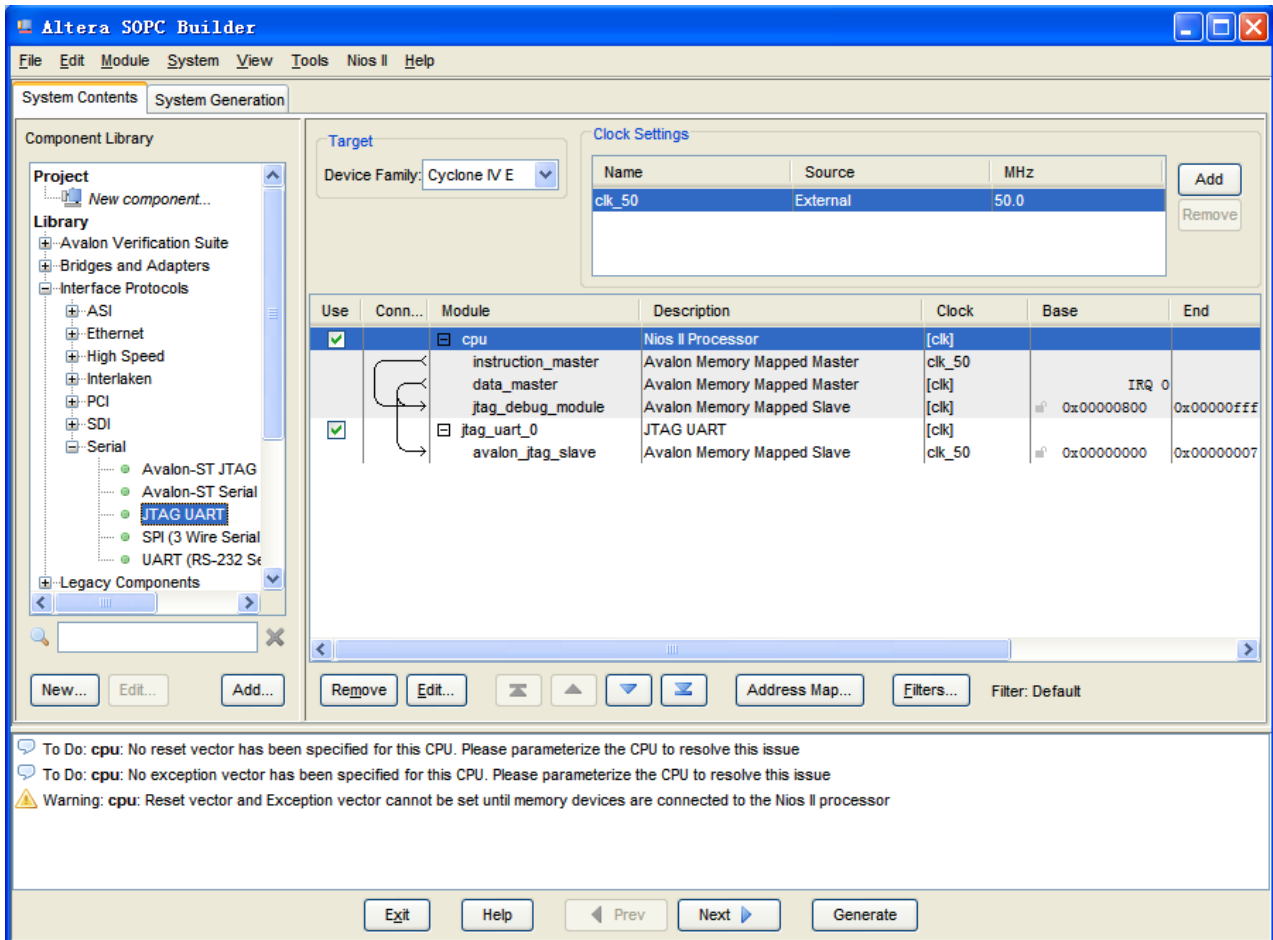 Altera SOPC Builder
File Edit Module System View Tools Nios II Help
System Contents System Generation
Component Library
Project
New component...
Library
Avalon Verification Suite
Bridges and Adapters
Interface Protocols
ASI
Ethernet
High Speed
Interlaken
PCI
SDI
Serial
Avalon-ST JTAG
Avalon-ST Serial
JTAG UART
SPI (3 Wire Serial
UART (RS-232 Se
Legacy Components
New... Edit... Add...
Target
Device Family: Cyclone IV E
Clock Settings
Name Source MHz
clk_50 External 50.0
Add
Remove
Use Conn... Module Description Clock Base End
cpu Nios II Processor [clk]
instruction_master Avalon Memory Mapped Master clk_50
data_master Avalon Memory Mapped Master [clk] IRQ 0
jtag_debug_module Avalon Memory Mapped Slave [clk] 0x00000800 0x00000fff
jtag_uart_0 JTAG UART [clk]
avalon_jtag_slave Avalon Memory Mapped Slave clk_50 0x00000000 0x00000007
Remove Edit... Address Map... Filters... Filter: Default
To Do: cpu: No reset vector has been specified for this CPU. Please parameterize the CPU to resolve this issue
To Do: cpu: No exception vector has been specified for this CPU. Please parameterize the CPU to resolve this issue
Warning: cpu: Reset vector and Exception vector cannot be set until memory devices are connected to the Nios II processor
Exit Help Prev Next Generate